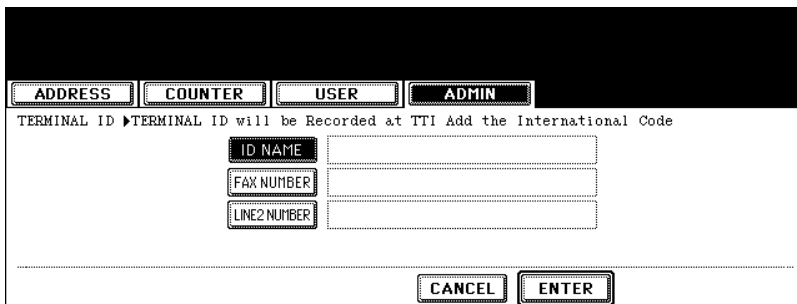 ADDRESS COUNTER USER ADMIN
TERMINAL ID ▶TERMINAL ID will be Recorded at TTI Add the International Code
ID NAME
FAX NUMBER
LINE2 NUMBER
CANCEL ENTER